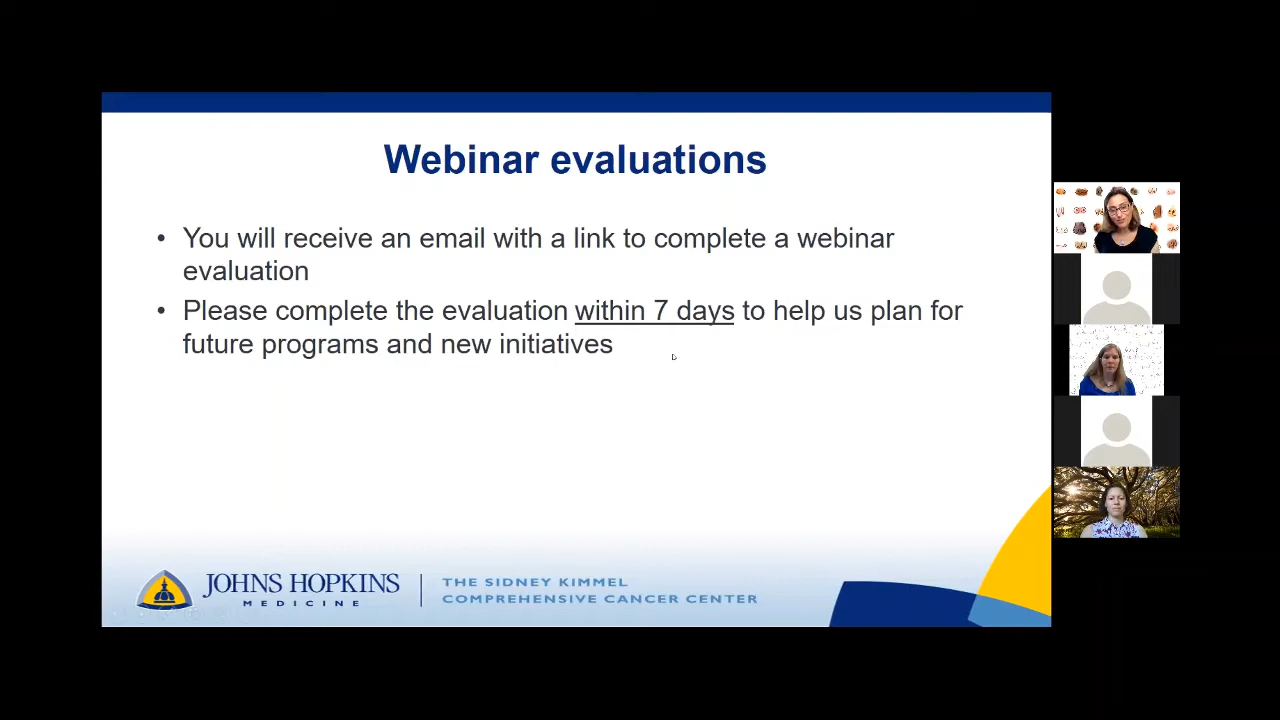 Webinar evaluations
• You will receive an email with a link to complete a webinar
evaluation
• Please complete the evaluation within 7 days to help us plan for
future programs and new initiatives
JOHNS HOPKINS
MEDICINE
THE SIDNEY KIMMEL
COMPREHENSIVE CANCER CENTER